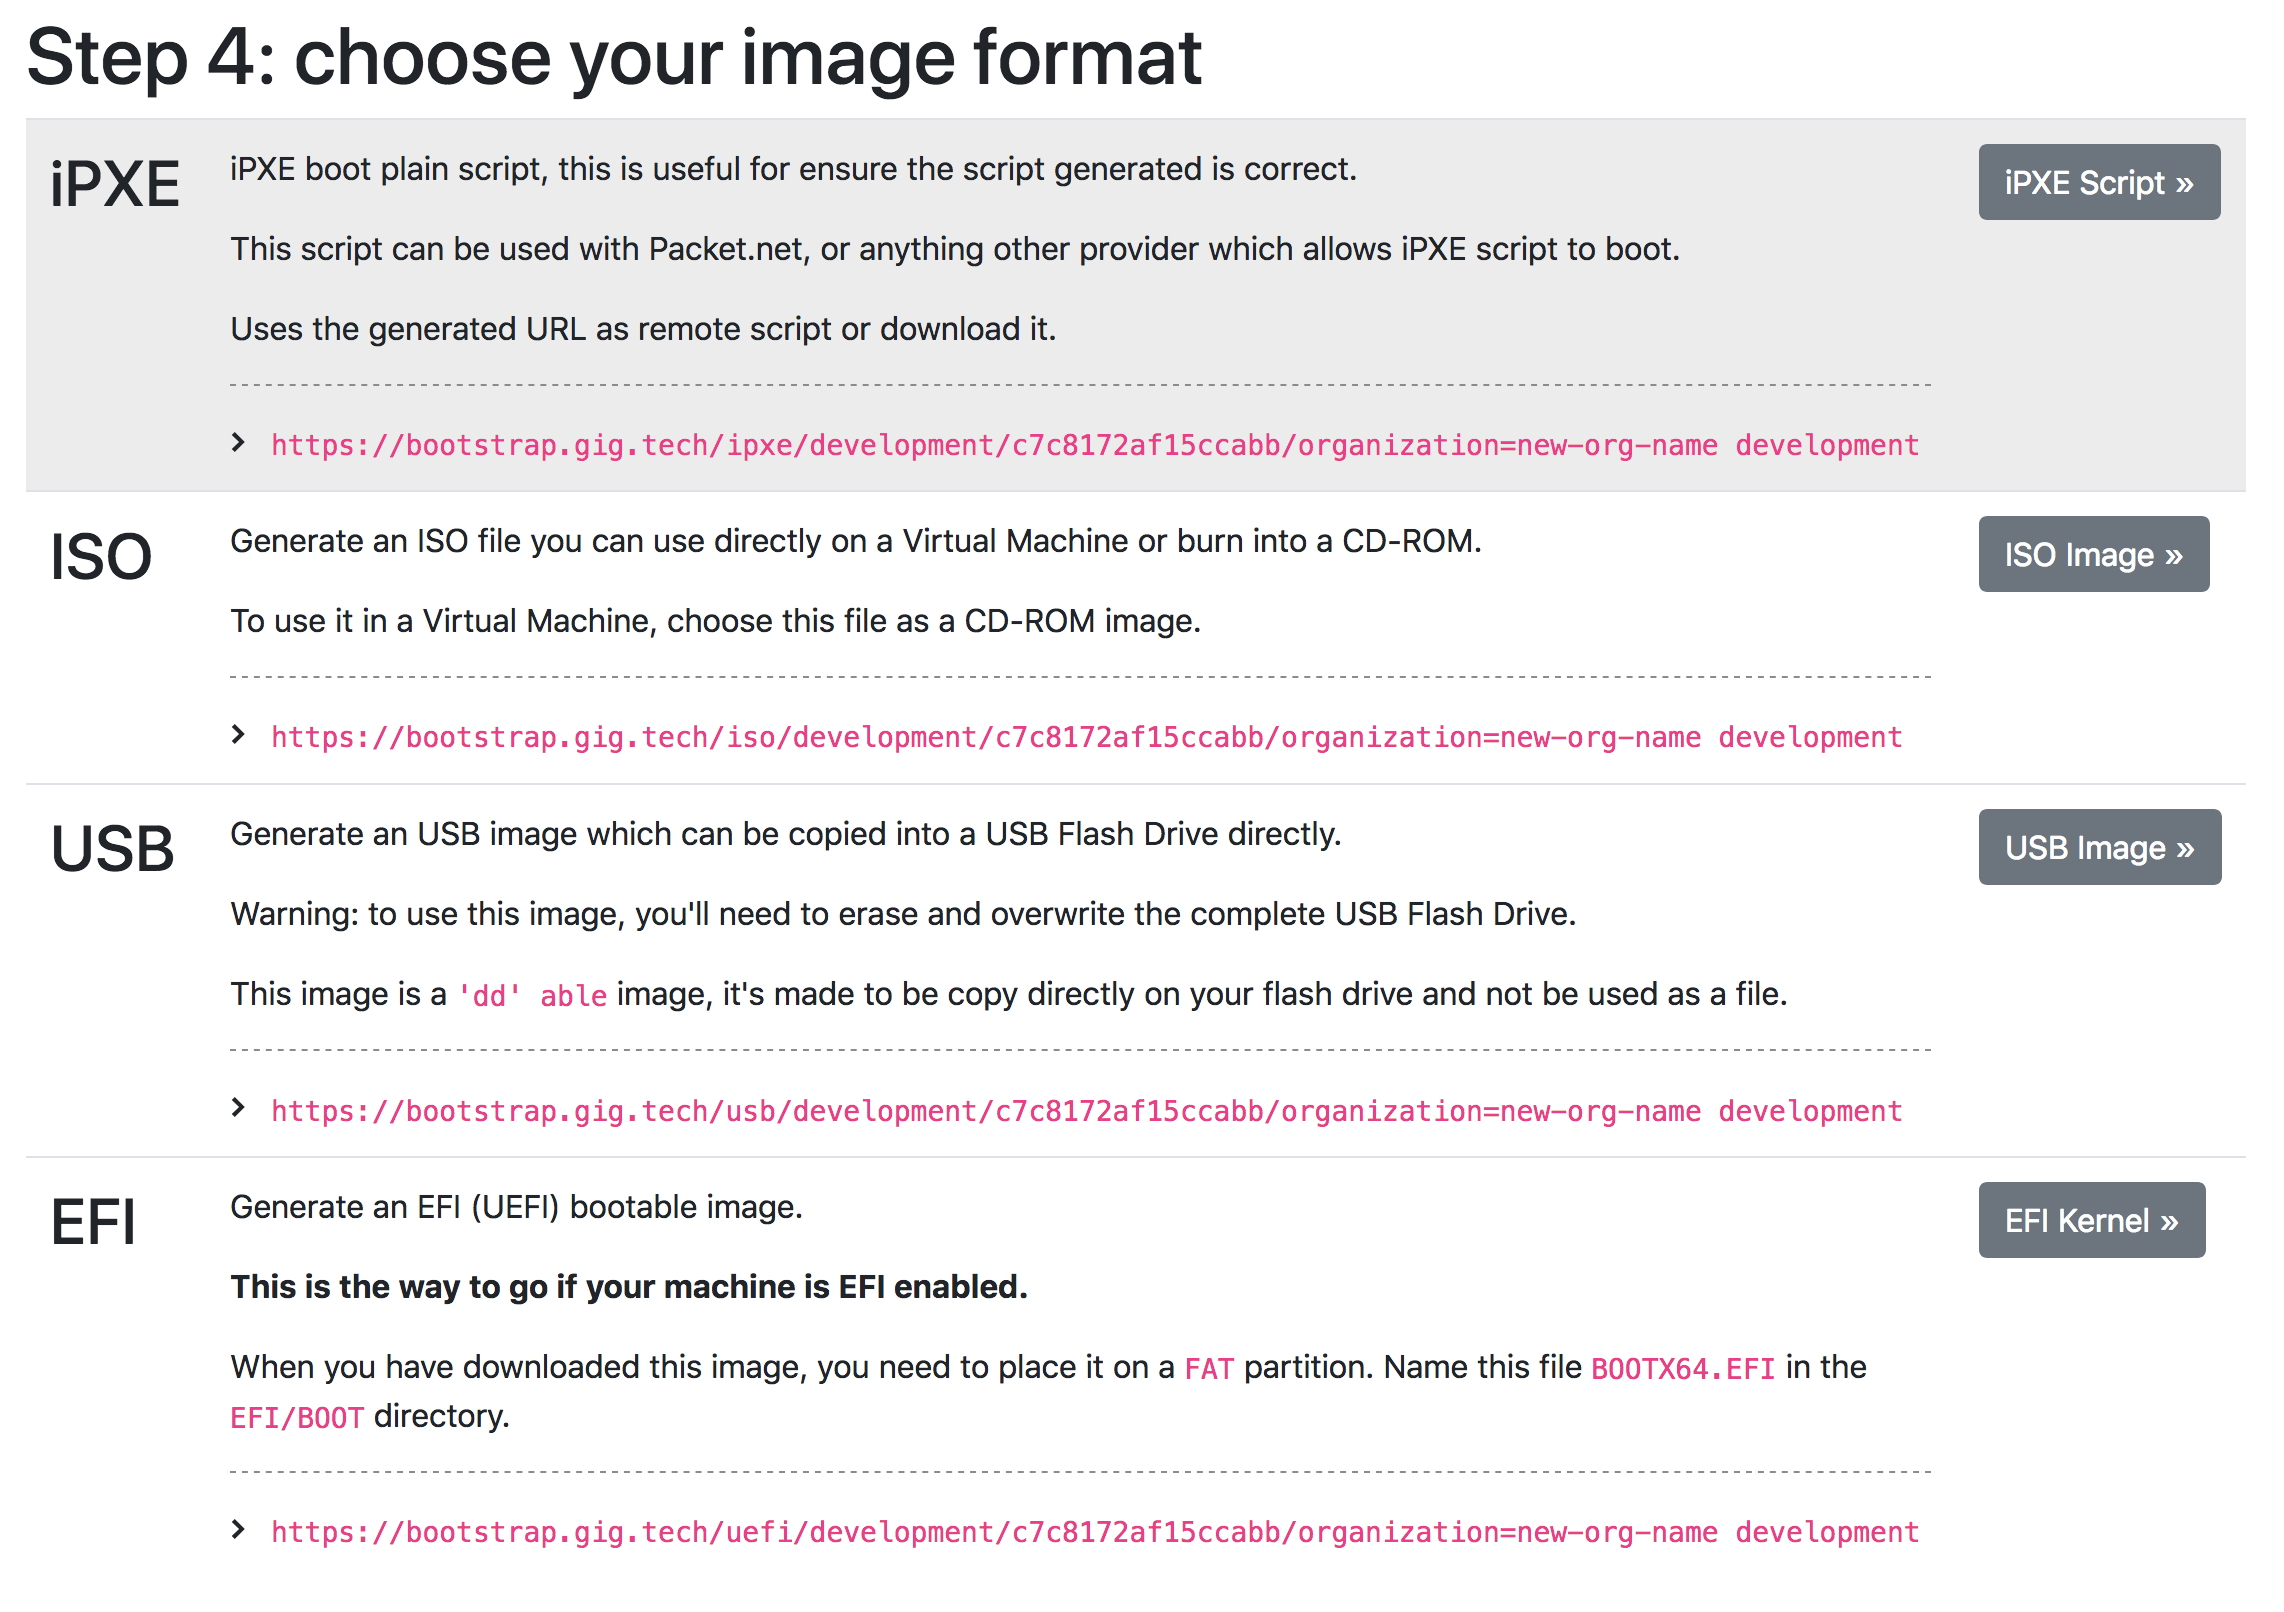 Step 4: choose your image format
iPXE
iPXE boot plain script, this is useful for ensure the script generated is correct.
iPXE Script »
This script can be used with Packet.net, or anything other provider which allows iPXE script to boot.
Uses the generated URL as remote script or download it.
https://bootstrap.gig.tech/ipxe/development/c7c8172af15ccabb/organization=new-org-name development
ISO
Generate an ISO file you can use directly on a Virtual Machine or burn into a CD-ROM.
ISO Image »
To use it in a Virtual Machine, choose this file as a CD-ROM image.
https://bootstrap.gig.tech/iso/development/c7c8172af15ccabb/organization=new-org-name development
USB
Generate an USB image which can be copied into a USB Flash Drive directly.
USB Image »
Warning: to use this image, you'll need to erase and overwrite the complete USB Flash Drive.
This image is a 'dd' able image, it's made to be copy directly on your flash drive and not be used as a file.
https://bootstrap.gig.tech/usb/development/c7c8172af15ccabb/organization=new-org-name development
EFI
Generate an EFI (UEFI) bootable image.
EFI Kernel »
This is the way to go if your machine is EFI enabled.
When you have downloaded this image, you need to place it on a FAT partition. Name this file BOOTX64.EFI in the
EFI/BOOT directory.
https://bootstrap.gig.tech/uefi/development/c7c8172af15ccabb/organization=new-org-name development